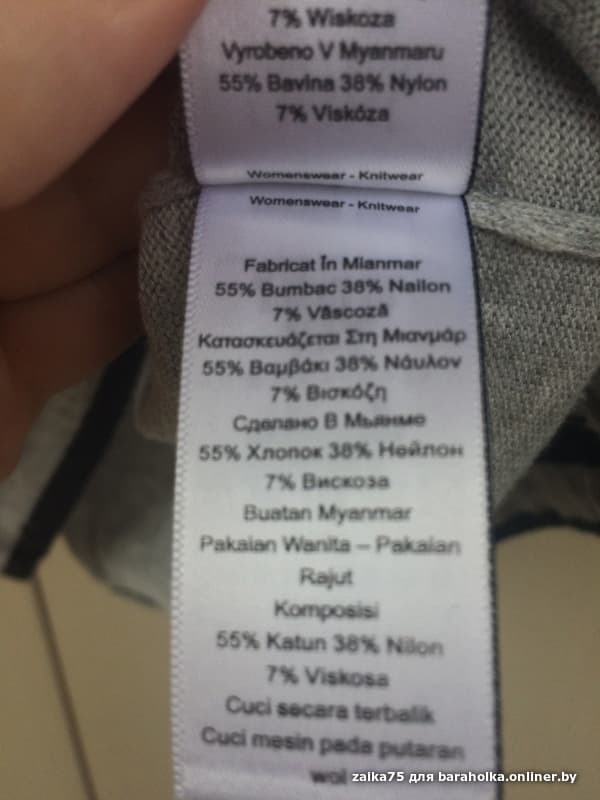 7% Wiskoza
Vyrobeno V Myanmaru
55% Bavlna 38% Nylon
7% Viskóza
Womenswear - Knitwear
Womenswear - Knitwear
Fabricat În Mianmar
55% Bumbac 38% Nailon
7% Vâscoză
Κατασκευάζεται Στη Μιανμάρ
55% Βαμβάκι 38% Νάυλον
7% Βισκόζη
Сделано В Мьянме
55% Хлопок 38% Нейлон
7% Вискоза
Buatan Myanmar
Pakaian Wanita – Pakaian
Rajut
Komposisi
55% Katun 38% Nilon
7% Viskosa
Cuci secara terbalik
Cuci mesin pada putaran
wol
zaika75 для baraholka.onliner.by